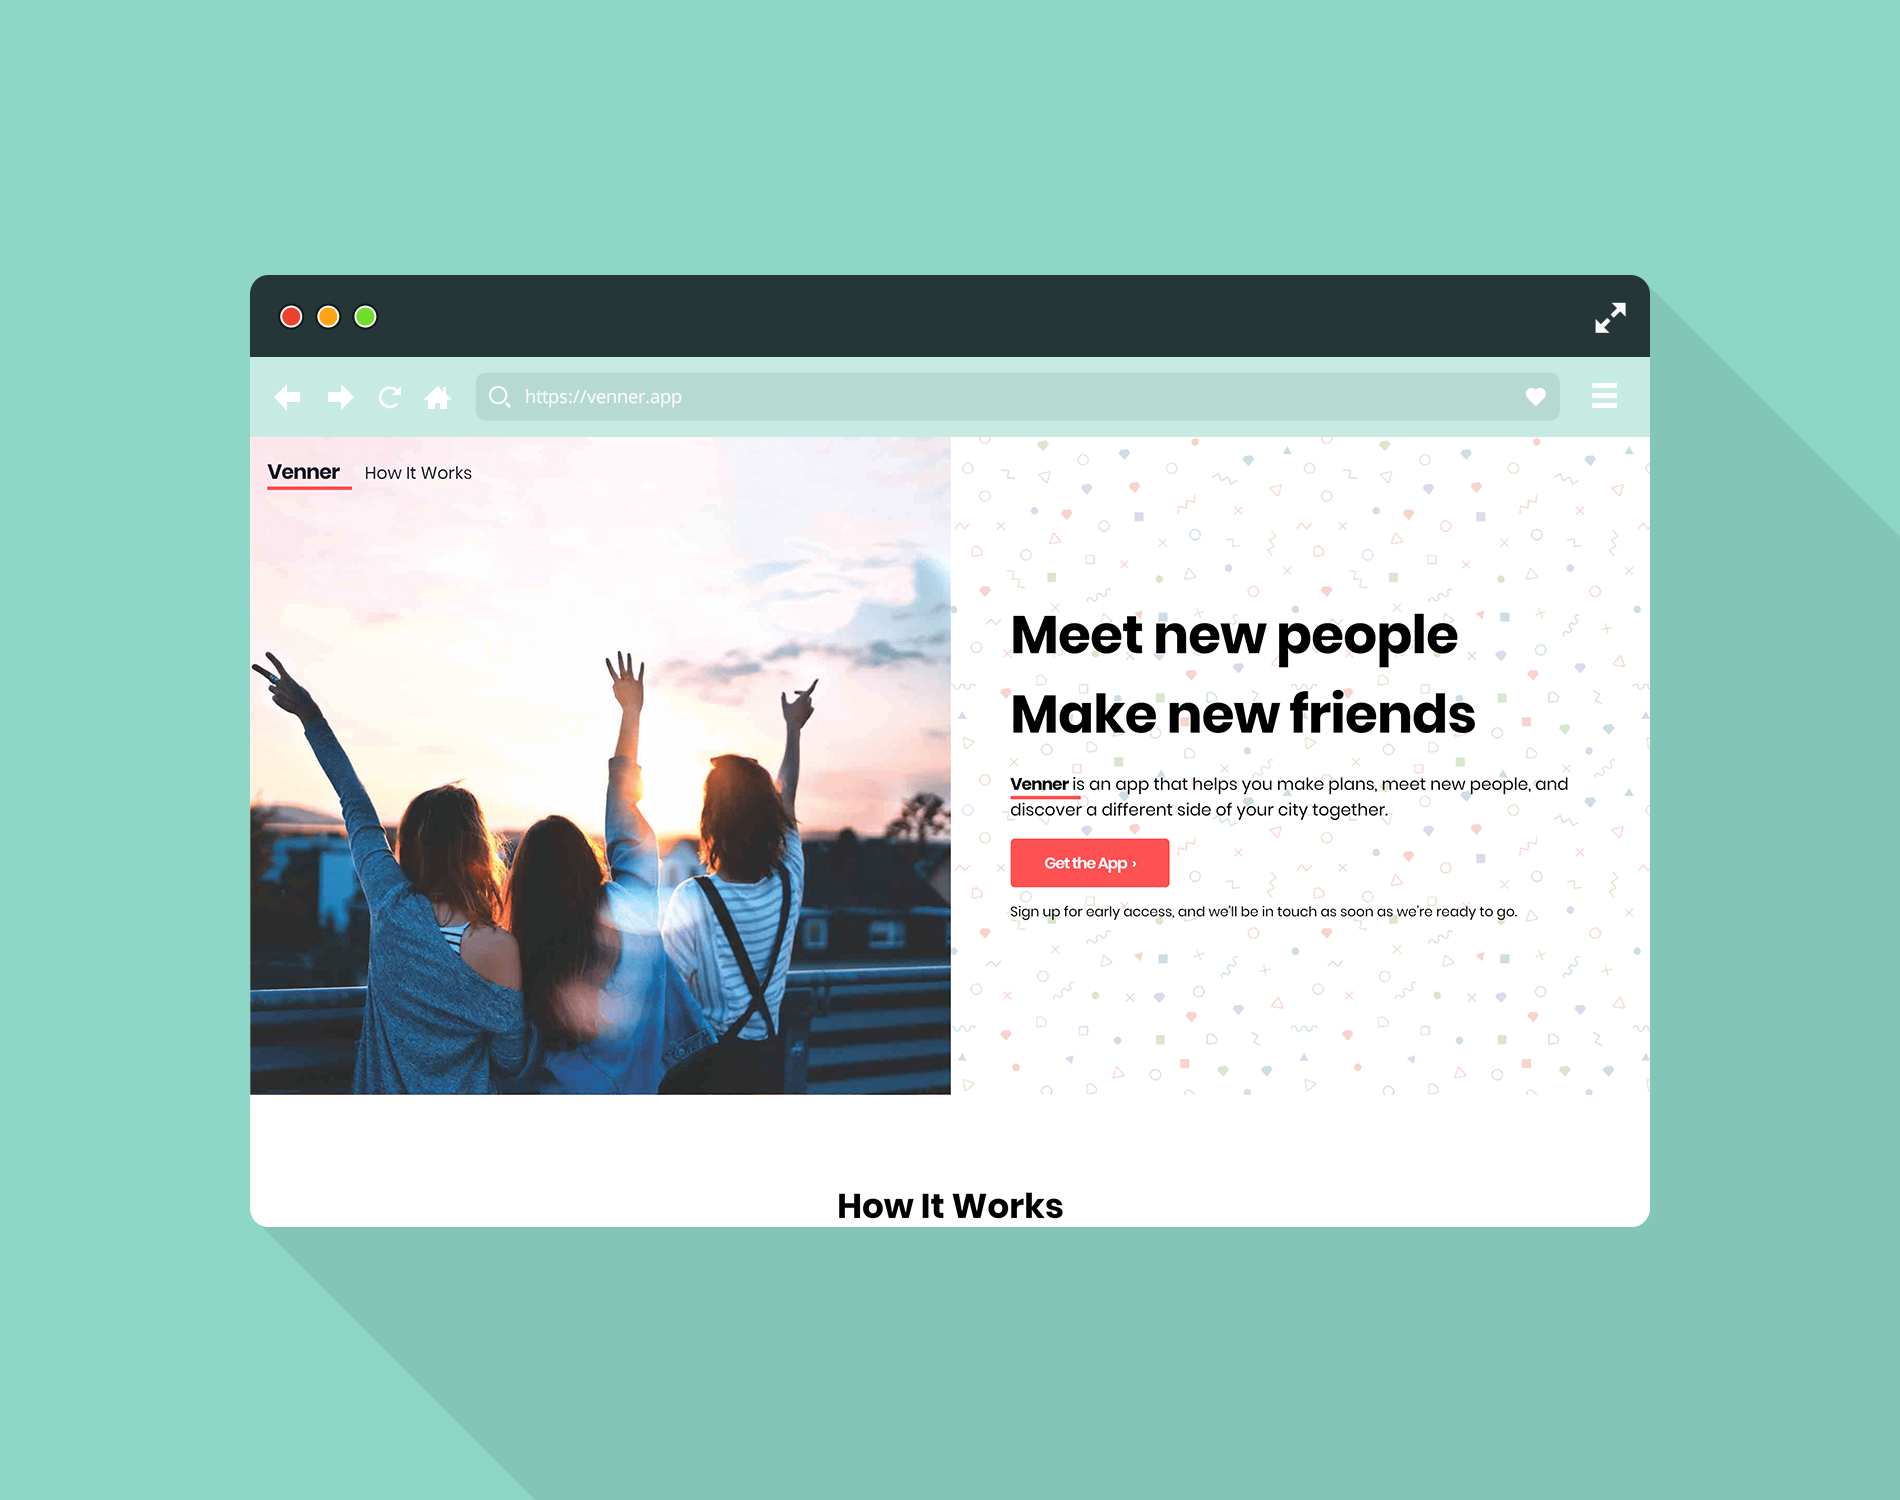 https://venner.app
Venner How It Works
Meet new people
Make new friends
Venner is an app that helps you make plans, meet new people, and
discover a different side of your city together.
Get the App ›
Sign up for early access, and we'll be in touch as soon as we're ready to go.
How It Works